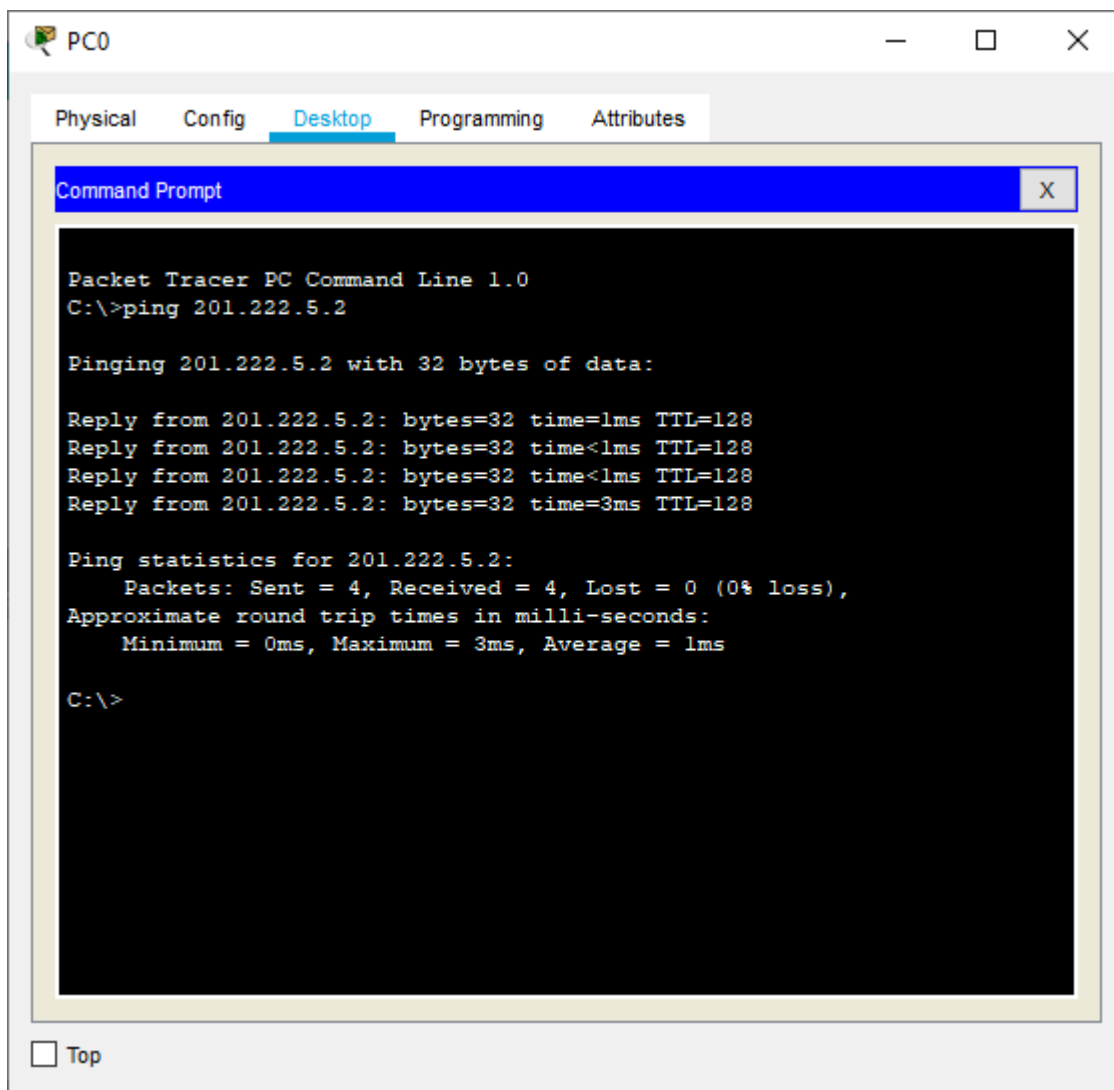 PC0
Physical Config Desktop Programming Attributes
Command Prompt
X
Packet Tracer PC Command Line 1.0
C:\>ping 201.222.5.2
Pinging 201.222.5.2 with 32 bytes of data:
Reply from 201.222.5.2: bytes=32 time=1ms TTL=128
Reply from 201.222.5.2: bytes=32 time<1ms TTL=128
Reply from 201.222.5.2: bytes=32 time<1ms TTL=128
Reply from 201.222.5.2: bytes=32 time=3ms TTL=128
Ping statistics for 201.222.5.2:
    Packets: Sent = 4, Received = 4, Lost = 0 (0% loss),
Approximate round trip times in milli-seconds:
    Minimum = 0ms, Maximum = 3ms, Average = 1ms
C:\>
Top